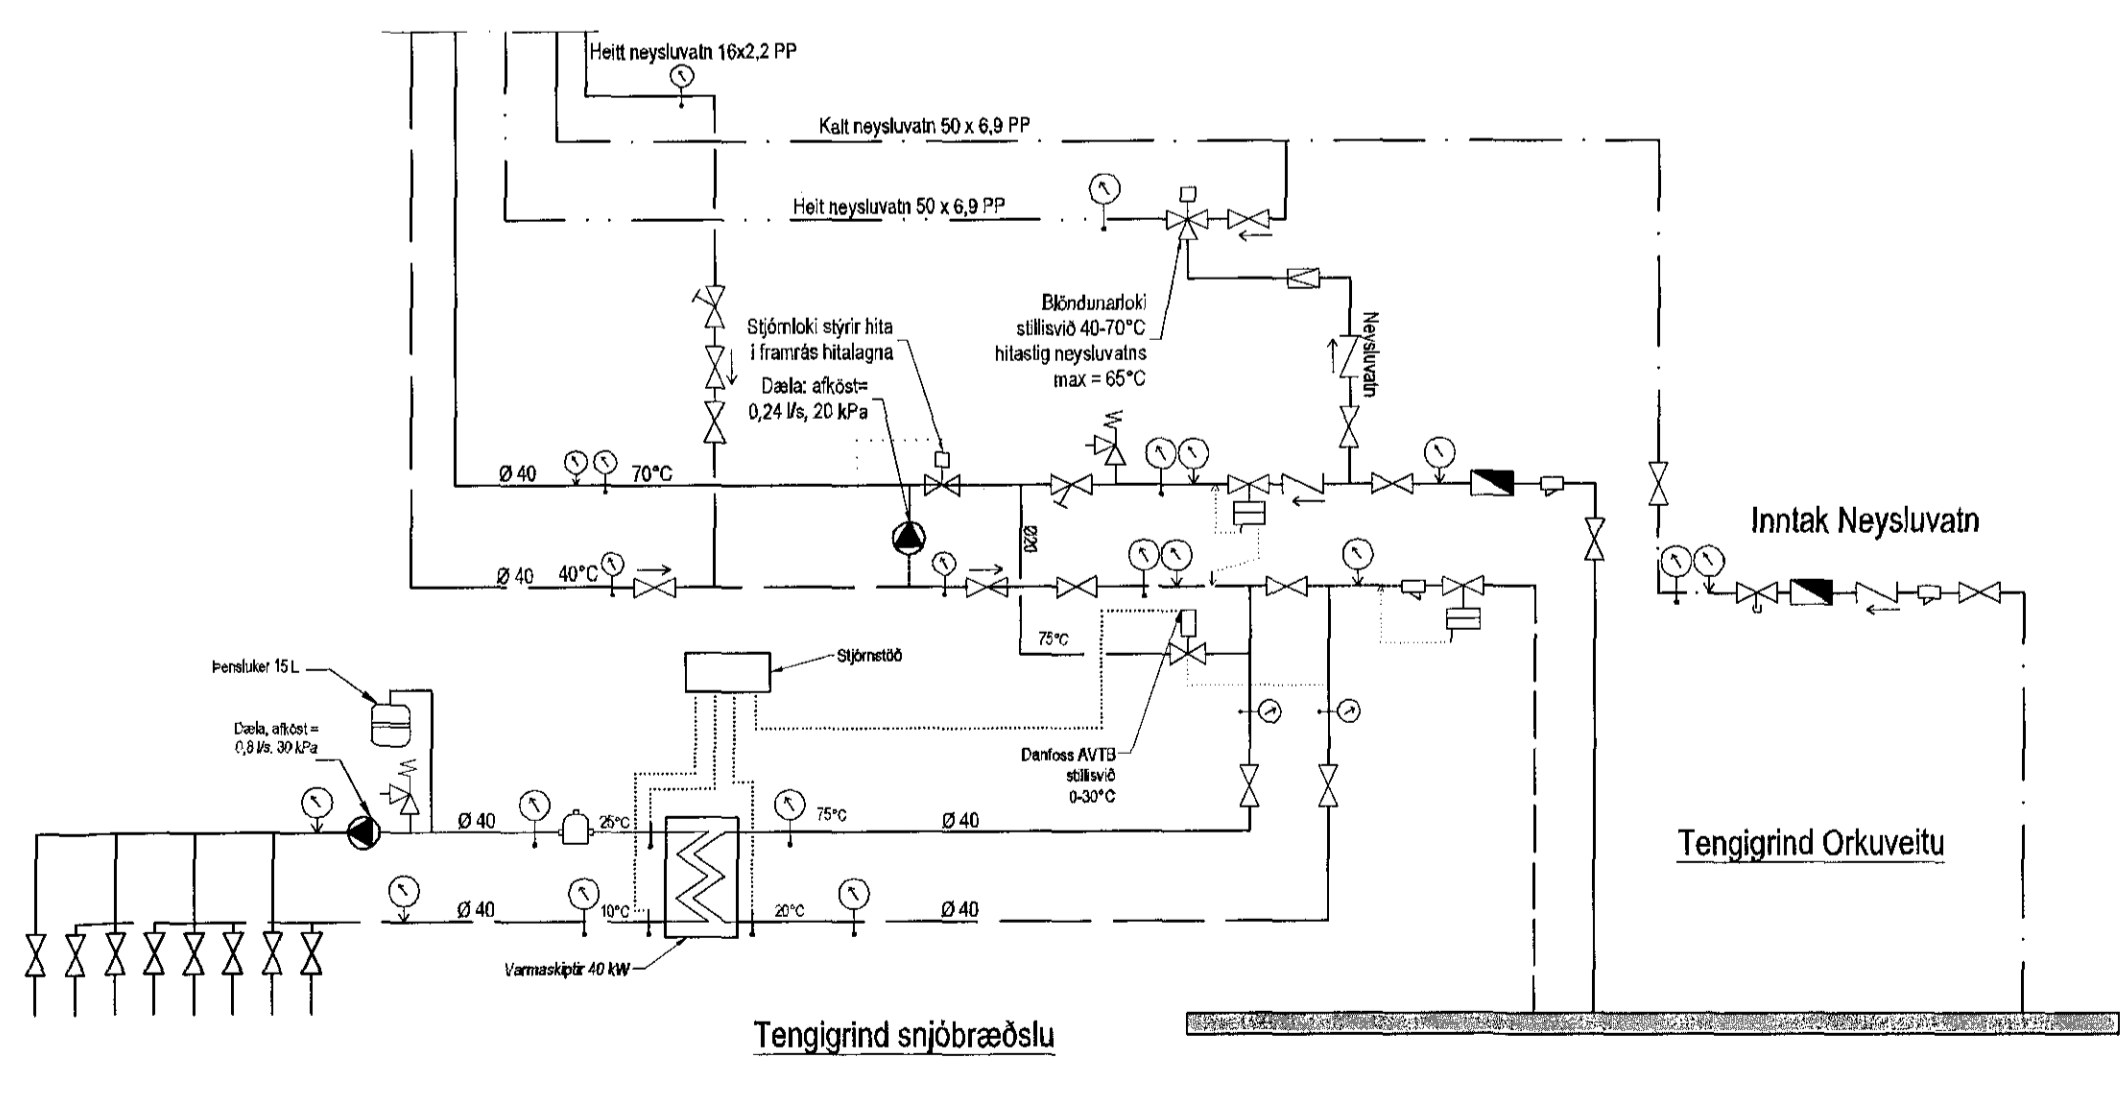 Heitt neysluvatn 16x2,2 PP
Kalt neysluvatn 50 x 6,9 PP
Heit neysluvatn 50 x 6,9 PP
Blöndunarloki
stillisvið 40-70°C
hitastig neysluvatns
max = 65°C
Neysluvatn
Stjórnloki stýrir hita
í framrás hitalagna
Dæla: afköst=
0,24 l/s, 20 kPa
Ø 40
70°C
Ø20
Ø 40
40°C
Inntak Neysluvatn
75°C
Stjórnstöð
Þensluker 15 L
Dæla, afköst =
0,8 l/s. 30 kPa
Danfoss AVTB
stillisvið
0-30°C
Ø 40
25°C
75°C
Ø 40
Tengigrind Orkuveitu
Ø 40
10°C
20°C
Ø 40
Varmaskiptir 40 kW
Tengigrind snjóbræðslu